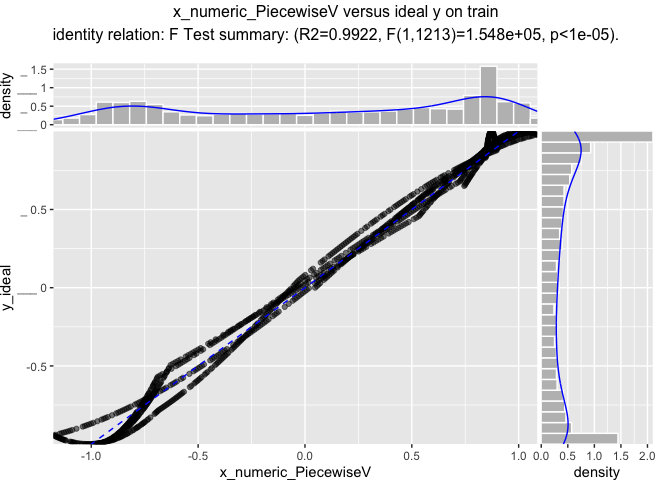 x_numeric_PiecewiseV versus ideal y on train
identity relation: F Test summary: (R2=0.9922, F(1,1213)=1.548e+05, p<1e-05).
density
1.5
1
0.5
0
y_ideal
0.5
0
-0.5
-1.0 -0.5 0.0 0.5 1.0
x_numeric_PiecewiseV
0.0 0.5 1.0 1.5 2.0
density